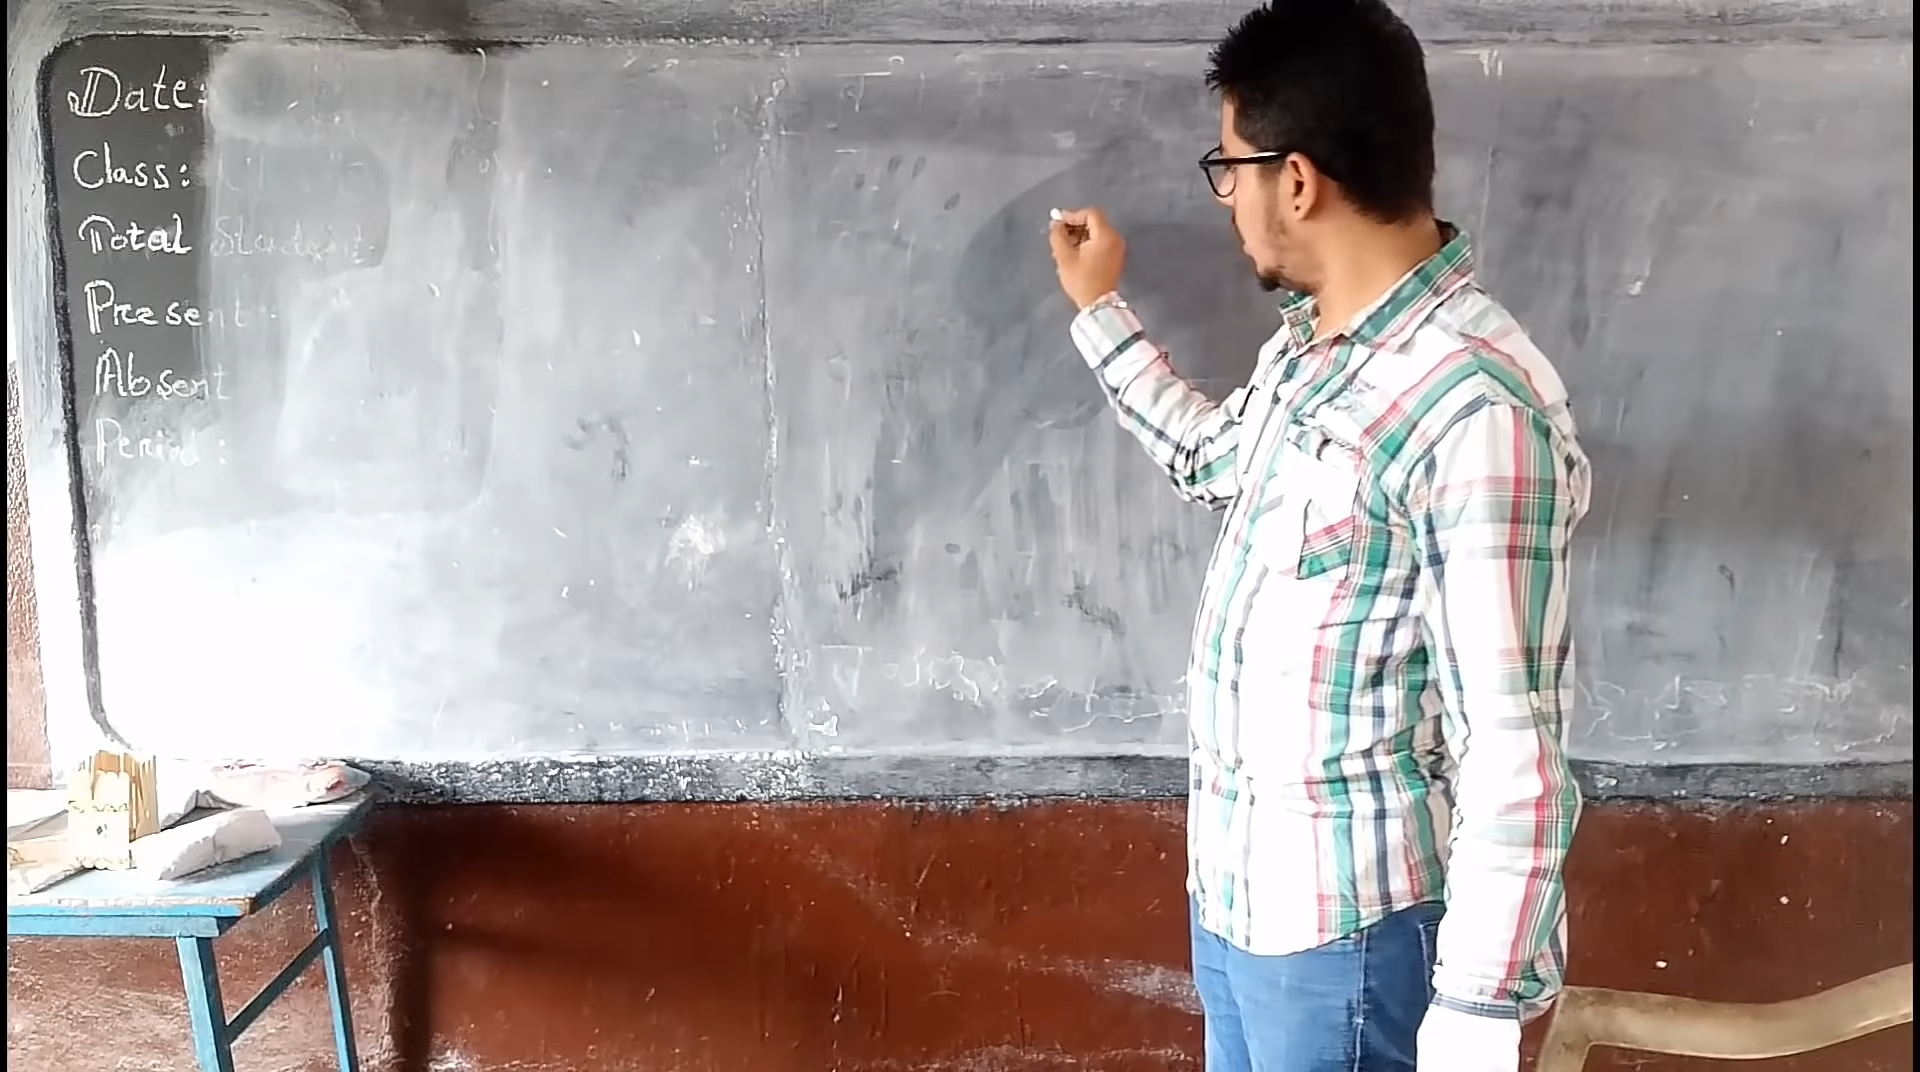 Date:
Class:
Total Student
Present
Absent
Period: